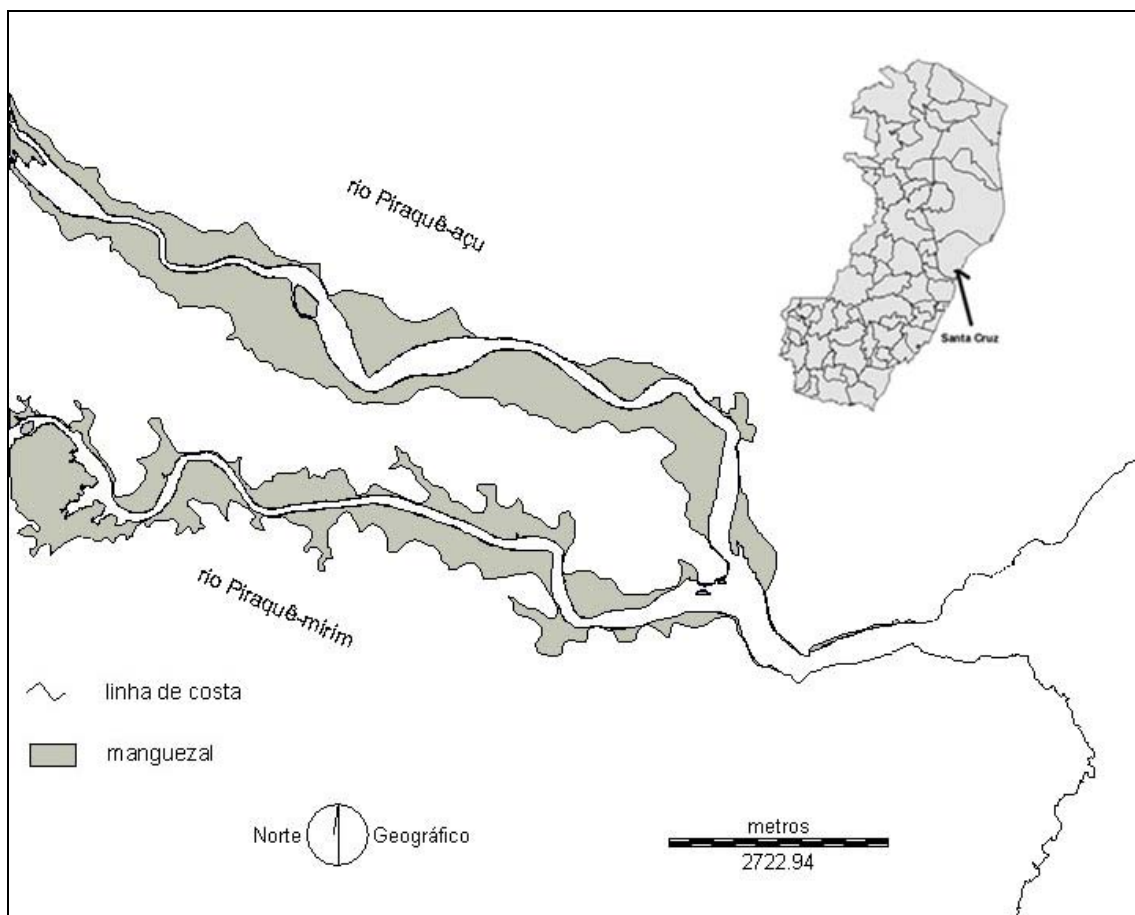 rio Piraquê-açu
Santa Cruz
rio Piraquê-mirim
linha de costa
manguezal
Norte Geográfico
metros
2722.94